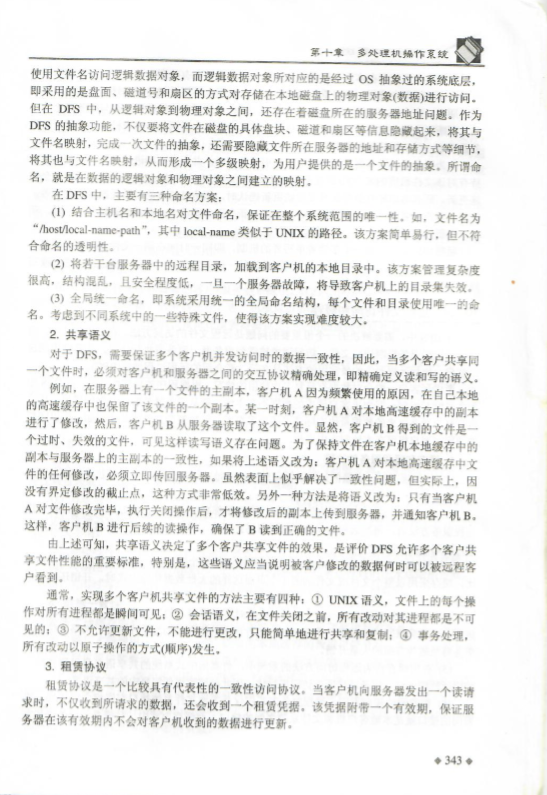 第十章 多处理机操作系统
使用文件名访问逻辑数据对象，而逻辑数据对象所对应的是经过 OS 抽象过的系统底层，
即采用的是盘面、磁道号和扇区的方式对存储在本地磁盘上的物理对象(数据)进行访问。
但在 DFS 中，从逻辑对象到物理对象之间，还存在着磁盘所在的服务器地址问题。作为
DFS 的抽象功能，不仅要将文件在磁盘的具体盘块、磁道和扇区等信息隐藏起来，将其与
文件名映射，完成一次文件的抽象，还需要隐藏文件所在服务器的地址和存储方式等细节，
将其也与文件名映射，从而形成一个多级映射，为用户提供的是一个文件的抽象。所谓命
名，就是在数据的逻辑对象和物理对象之间建立的映射。
在 DFS 中，主要有三种命名方案：
(1) 结合主机名和本地名对文件命名，保证在整个系统范围的唯一性。如，文件名为
“/host/local-name-path”，其中 local-name 类似于 UNIX 的路径。该方案简单易行，但不符
合命名的透明性。
(2) 将若干台服务器中的远程目录，加载到客户机的本地目录中。该方案管理复杂度
很高，结构混乱，且安全程度低，一旦一个服务器故障，将导致客户机上的目录集失效。
(3) 全局统一命名，即系统采用统一的全局命名结构，每个文件和目录使用唯一的命
名。考虑到不同系统中的一些特殊文件，使得该方案实现难度较大。
2. 共享语义
对于 DFS，需要保证多个客户机并发访问时的数据一致性，因此，当多个客户共享同
一个文件时，必须对客户机和服务器之间的交互协议精确处理，即精确定义读和写的语义。
例如，在服务器上有一个文件的主副本，客户机 A 因为频繁使用的原因，在自己本地
的高速缓存中也保留了该文件的一个副本。某一时刻，客户机 A 对本地高速缓存中的副本
进行了修改，然后，客户机 B 从服务器读取了这个文件。显然，客户机 B 得到的文件是一
个过时、失效的文件，可见这样读写语义存在问题。为了保持文件在客户机本地缓存中的
副本与服务器上的主副本的一致性，如果将上述语义改为：客户机 A 对本地高速缓存中文
件的任何修改，必须立即传回服务器。虽然表面上似乎解决了一致性问题，但实际上，因
没有界定修改的截止点，这种方式非常低效。另外一种方法是将语义改为：只有当客户机
A 对文件修改完毕，执行关闭操作后，才将修改后的副本上传到服务器，并通知客户机 B。
这样，客户机 B 进行后续的读操作，确保了 B 读到正确的文件。
由上述可知，共享语义决定了多个客户共享文件的效果，是评价 DFS 允许多个客户共
享文件性能的重要标准，特别是，这些语义应当说明被客户修改的数据何时可以被远程客
户看到。
通常，实现多个客户机共享文件的方法主要有四种：① UNIX 语义，文件上的每个操
作对所有进程都是瞬间可见；② 会话语义，在文件关闭之前，所有改动对其进程都是不可
见的；③ 不允许更新文件，不能进行更改，只能简单地进行共享和复制；④ 事务处理，
所有改动以原子操作的方式(顺序)发生。
3. 租赁协议
租赁协议是一个比较具有代表性的一致性访问协议。当客户机向服务器发出一个读请
求时，不仅收到所请求的数据，还会收到一个租赁凭据。该凭据附带一个有效期，保证服
务器在该有效期内不会对客户机收到的数据进行更新。
◆ 343 ◆